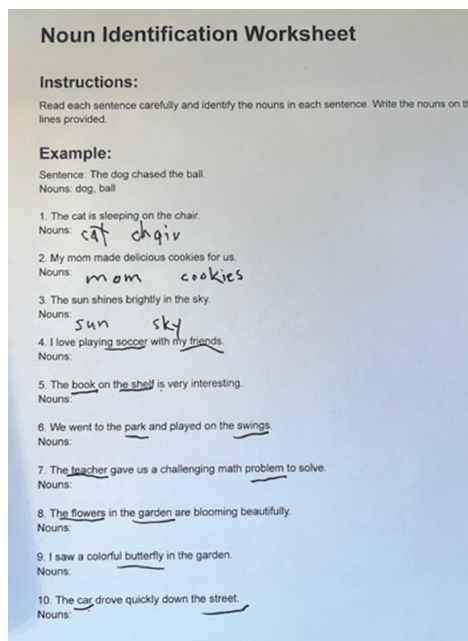 Noun Identification Worksheet
Instructions:
Read each sentence carefully and identify the nouns in each sentence. Write the nouns on
lines provided.
Example:
Sentence: The dog chased the ball.
Nouns: dog, ball
1. The cat is sleeping on the chair.
Nouns: cat chair
2. My mom made delicious cookies for us.
Nouns: mom cookies
3. The sun shines brightly in the sky.
Nouns:
sun sky
4. I love playing soccer with my friends.
Nouns:
5. The book on the shelf is very interesting.
Nouns:
6. We went to the park and played on the swings.
Nouns:
7. The teacher gave us a challenging math problem to solve.
Nouns:
8. The flowers in the garden are blooming beautifully.
Nouns:
9. I saw a colorful butterfly in the garden.
Nouns:
10. The car drove quickly down the street.
Nouns: